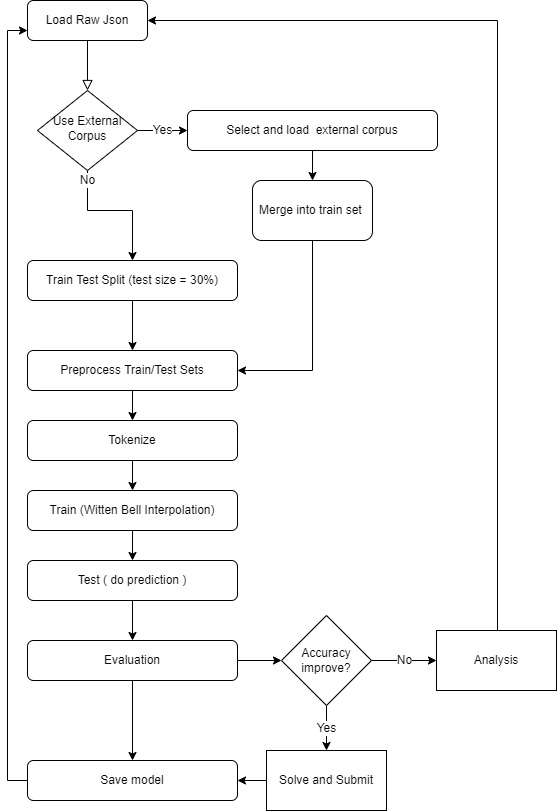 Load Raw Json
Use External
Corpus
Yes
Select and load  external corpus
No
Merge into train set
Train Test Split (test size = 30%)
Preprocess Train/Test Sets
Tokenize
Train (Witten Bell Interpolation)
Test ( do prediction )
Evaluation
Accuracy
improve?
No
Analysis
Yes
Save model
Solve and Submit